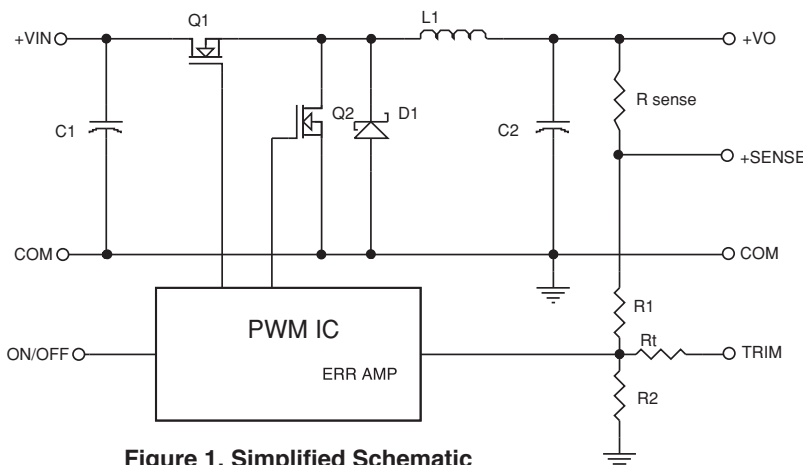 Q1
L1
+VIN
+VO
R sense
C1
Q2
D1
C2
+SENSE
COM
COM
R1
PWM IC
Rt
ON/OFF
TRIM
ERR AMP
R2
Figure 1. Simplified Schematic